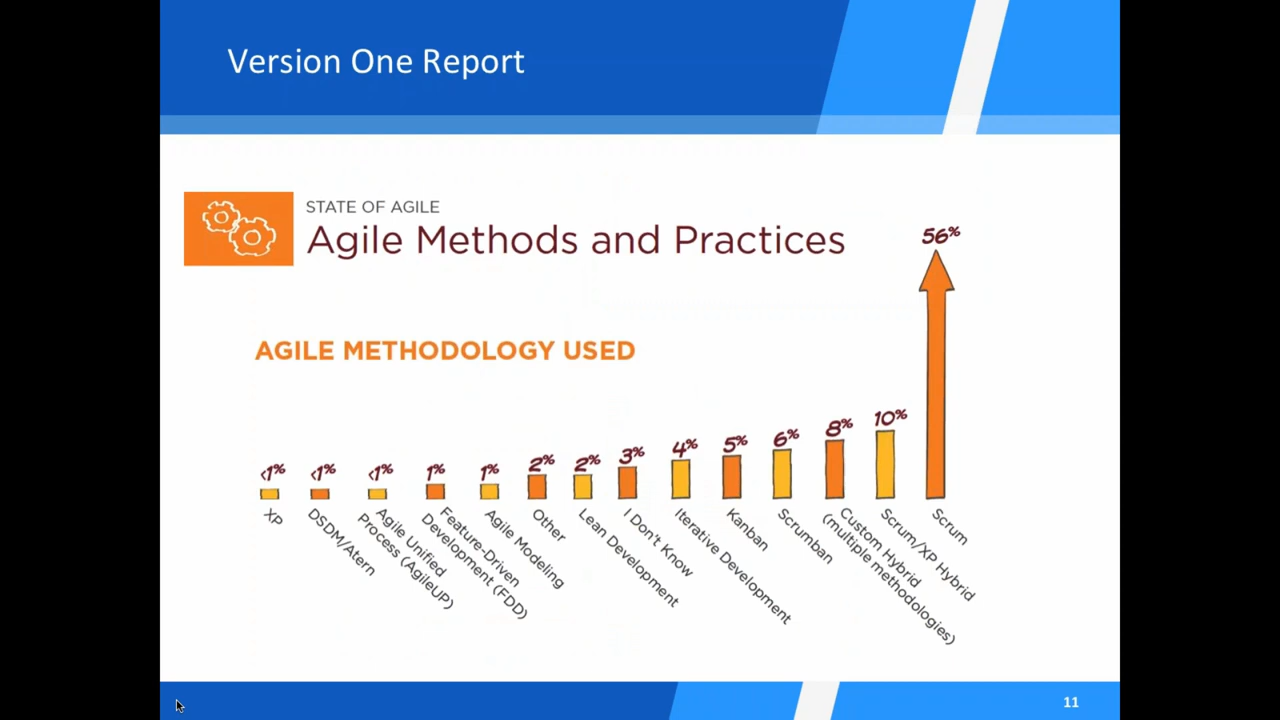 Version One Report
STATE OF AGILE
Agile Methods and Practices
AGILE METHODOLOGY USED
<1%
<1%
<1%
1%
1%
2%
2%
3%
4%
5%
6%
8%
10%
56%
XP
DSDM/Atern
Agile Unified
Process (AgileUP)
Feature-Driven
Development (FDD)
Agile Modeling
Other
Lean Development
I Don't Know
Iterative Development
Kanban
Scrumban
Custom Hybrid
(multiple methodologies)
Scrum/XP Hybrid
Scrum
11